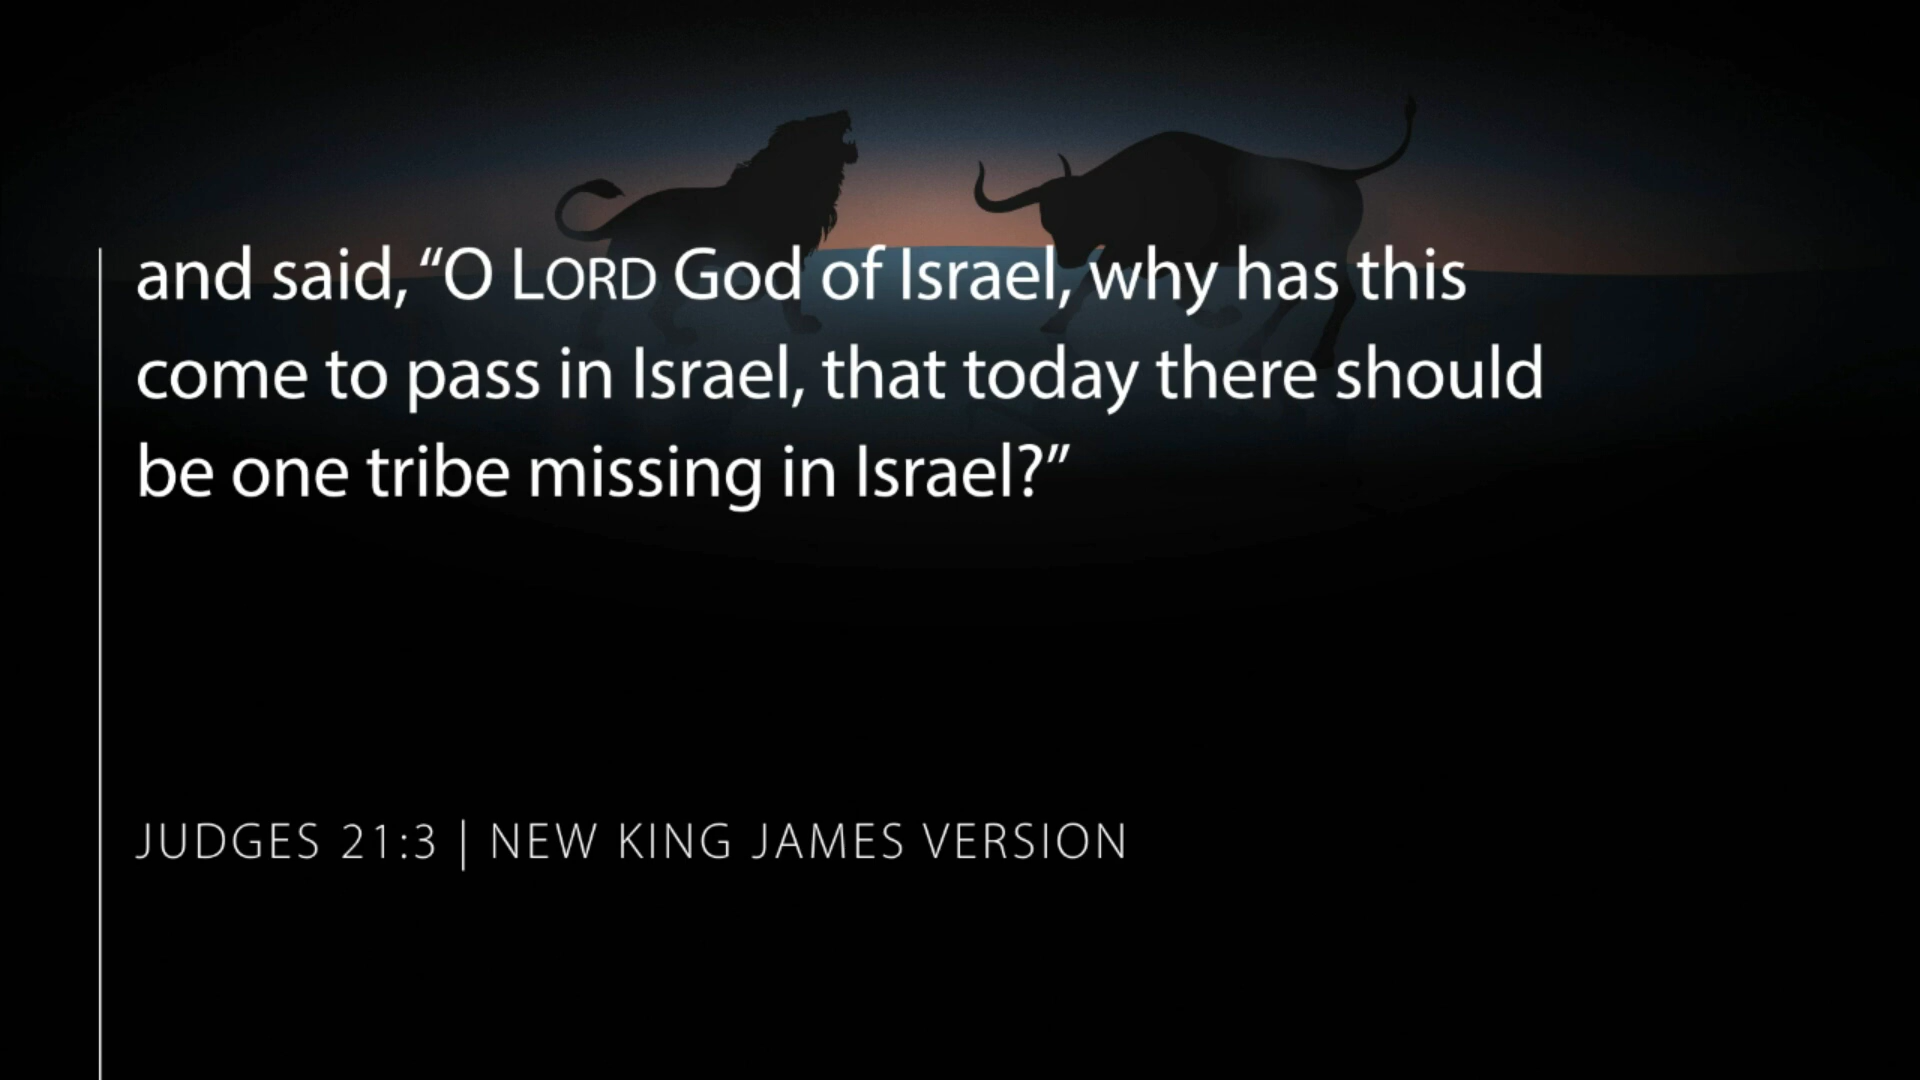 and said, “O LORD God of Israel, why has this
come to pass in Israel, that today there should
be one tribe missing in Israel?”
JUDGES 21:3 | NEW KING JAMES VERSION